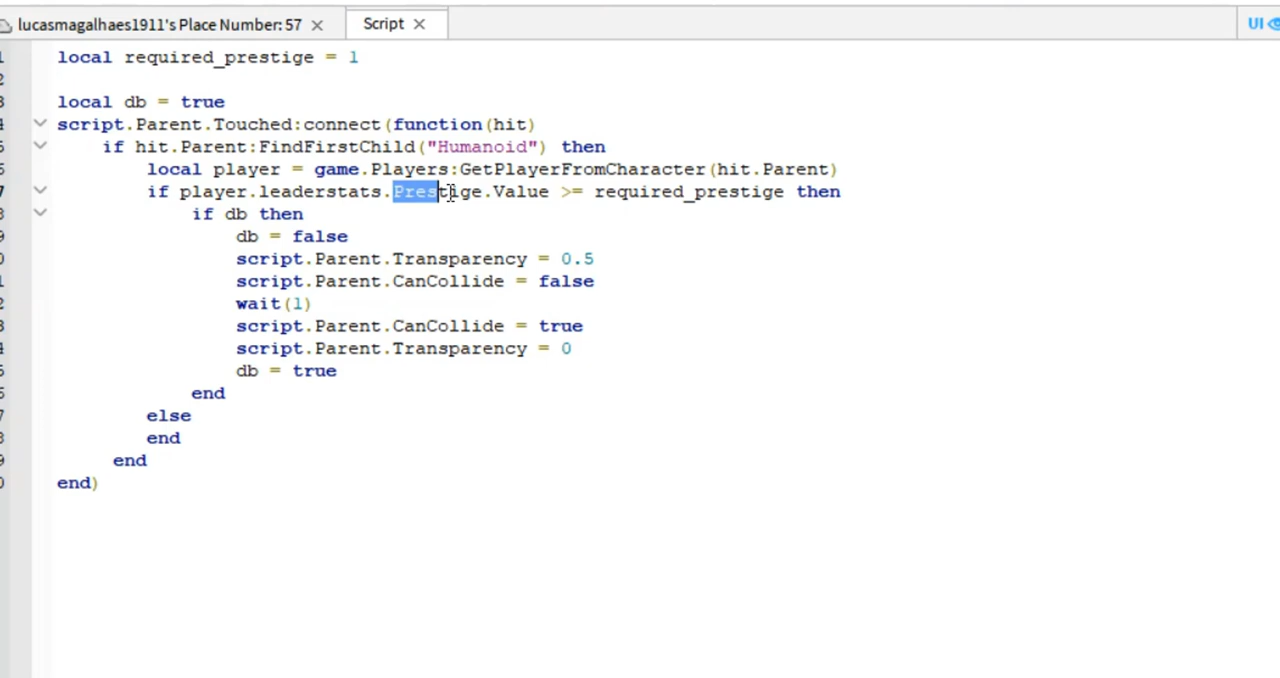 lucasmagalhaes1911's Place Number: 57
Script
UI
local required_prestige = 1
local db = true
script.Parent.Touched:connect(function(hit)
if hit.Parent:FindFirstChild("Humanoid") then
local player = game.Players:GetPlayerFromCharacter(hit.Parent)
if player.leaderstats.Prestige.Value >= required_prestige then
if db then
db = false
script.Parent.Transparency = 0.5
script.Parent.CanCollide = false
wait(1)
script.Parent.CanCollide = true
script.Parent.Transparency = 0
db = true
end
else
end
end
end)